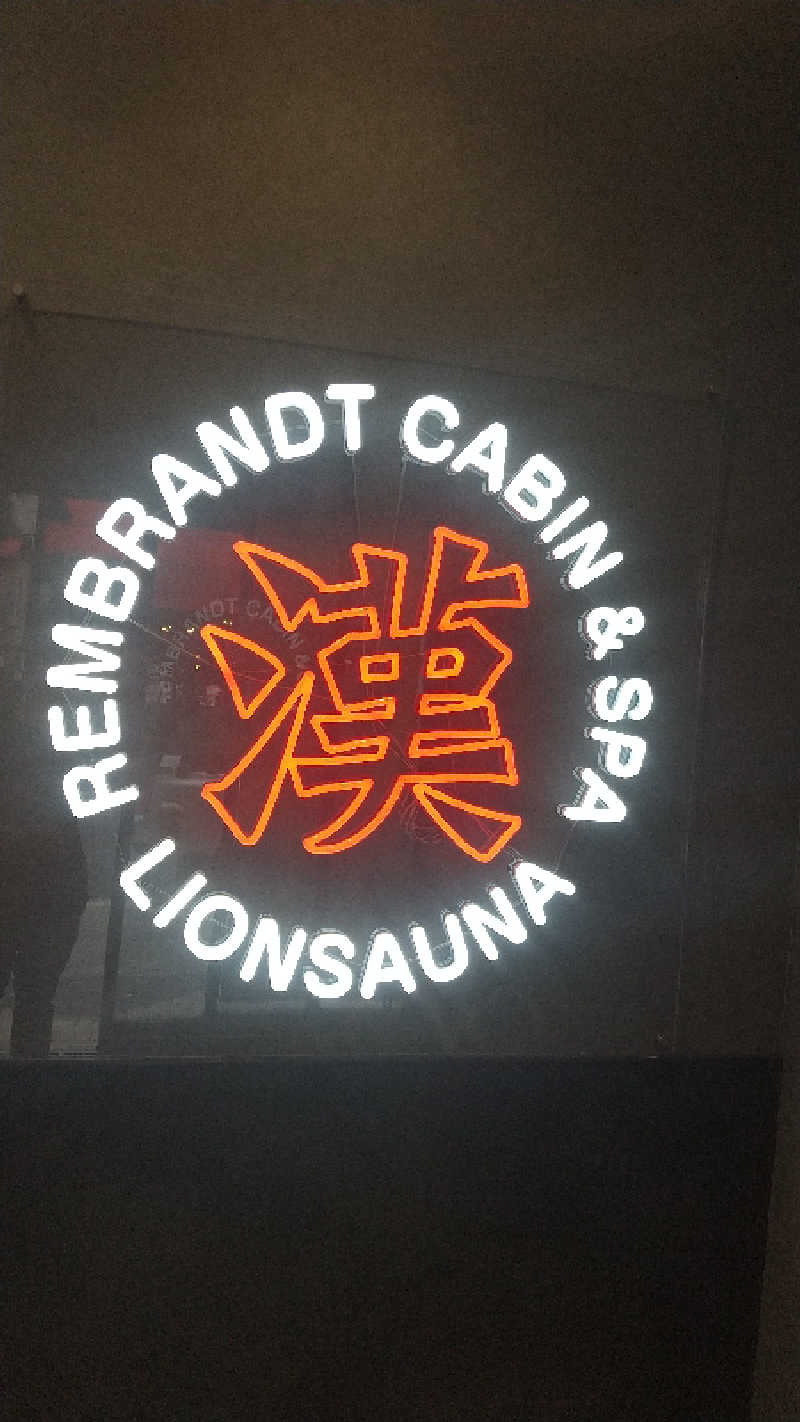 REMBRANDT CABIN & SPA
漢
LIONSAUNA